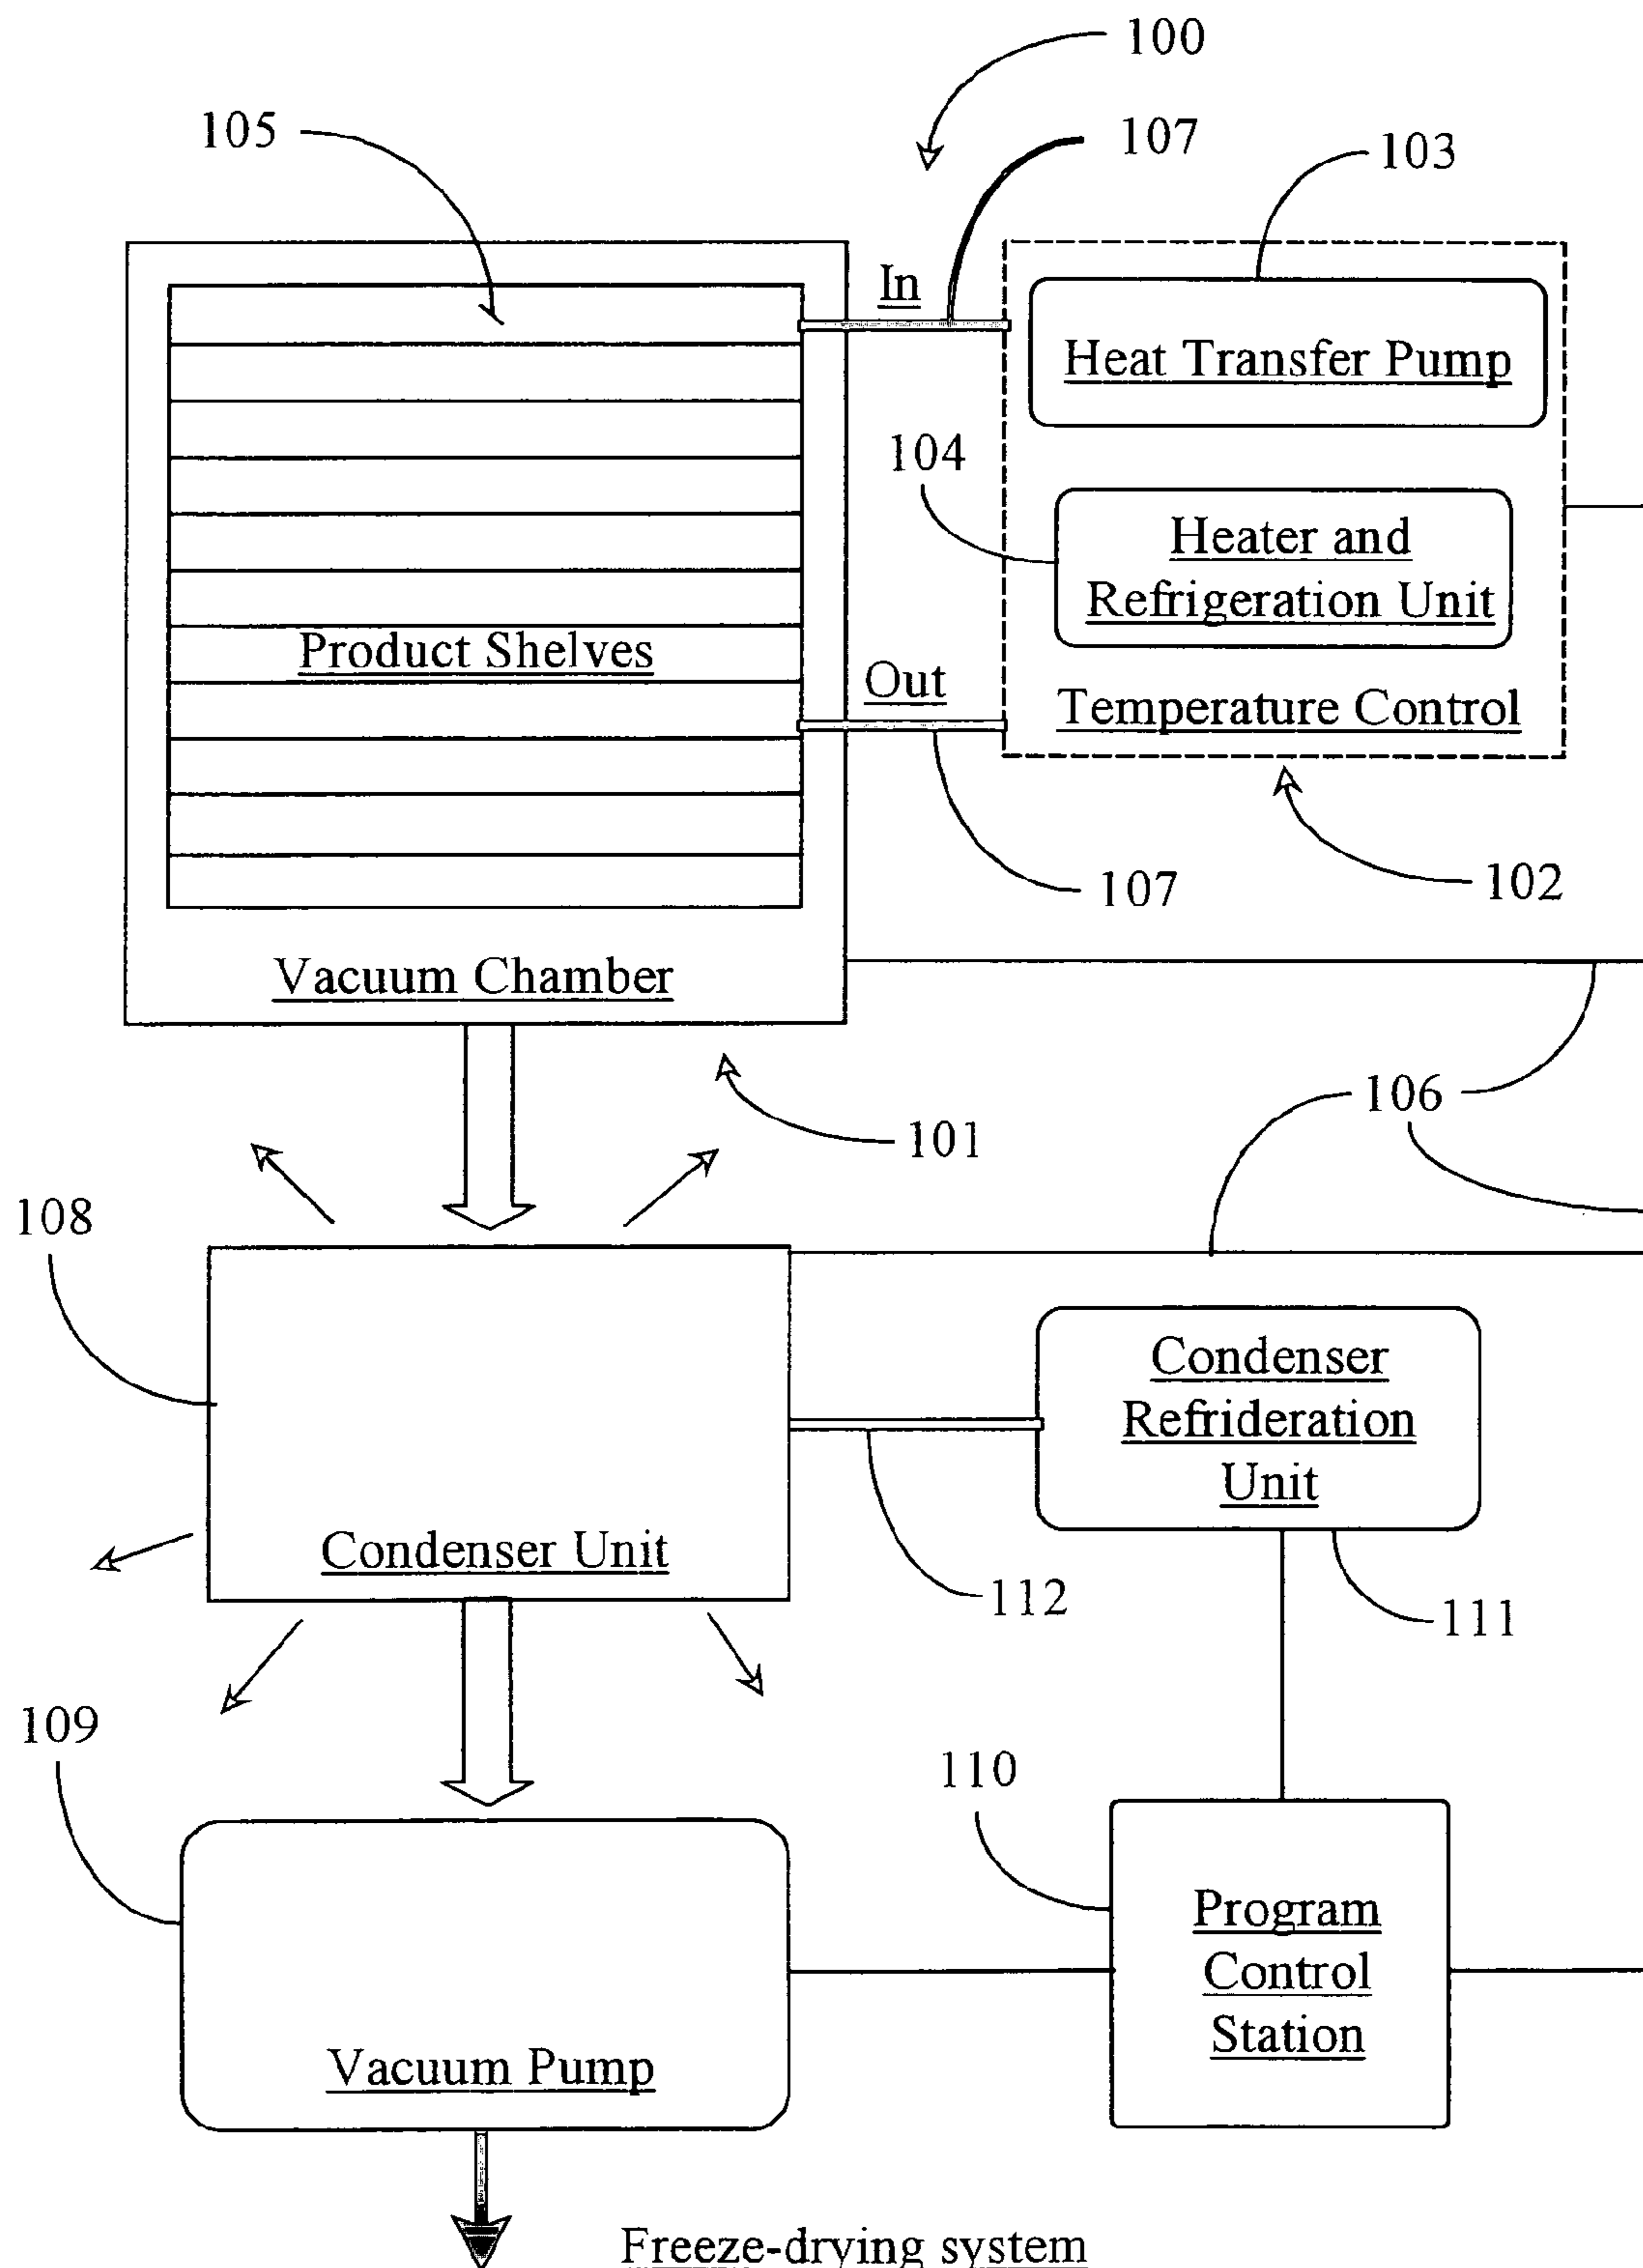 100
105
107
103
In
Heat Transfer Pump
104
Heater and
Refrigeration Unit
Product Shelves
Out
Temperature Control
107
102
Vacuum Chamber
106
101
108
Condenser
Refrideration
Unit
Condenser Unit
112
111
109
110
Program
Control
Station
Vacuum Pump
Freeze-drying system